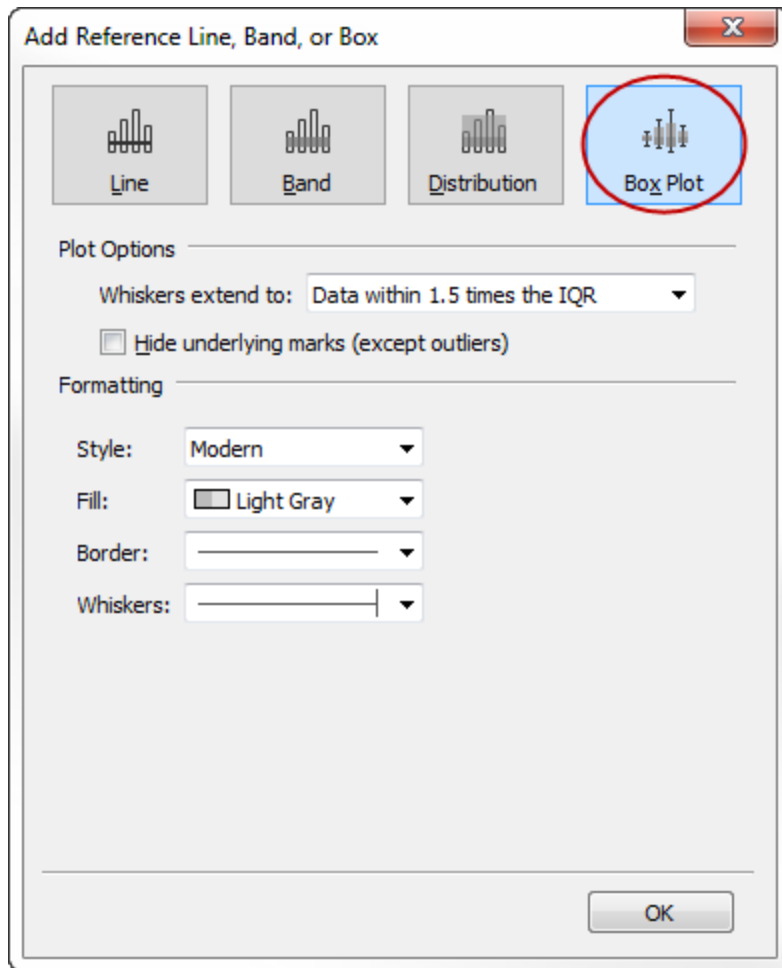 Add Reference Line, Band, or Box
Line
Band
Distribution
Box Plot
Plot Options
Whiskers extend to: Data within 1.5 times the IQR
Hide underlying marks (except outliers)
Formatting
Style: Modern
Fill: Light Gray
Border:
Whiskers:
OK